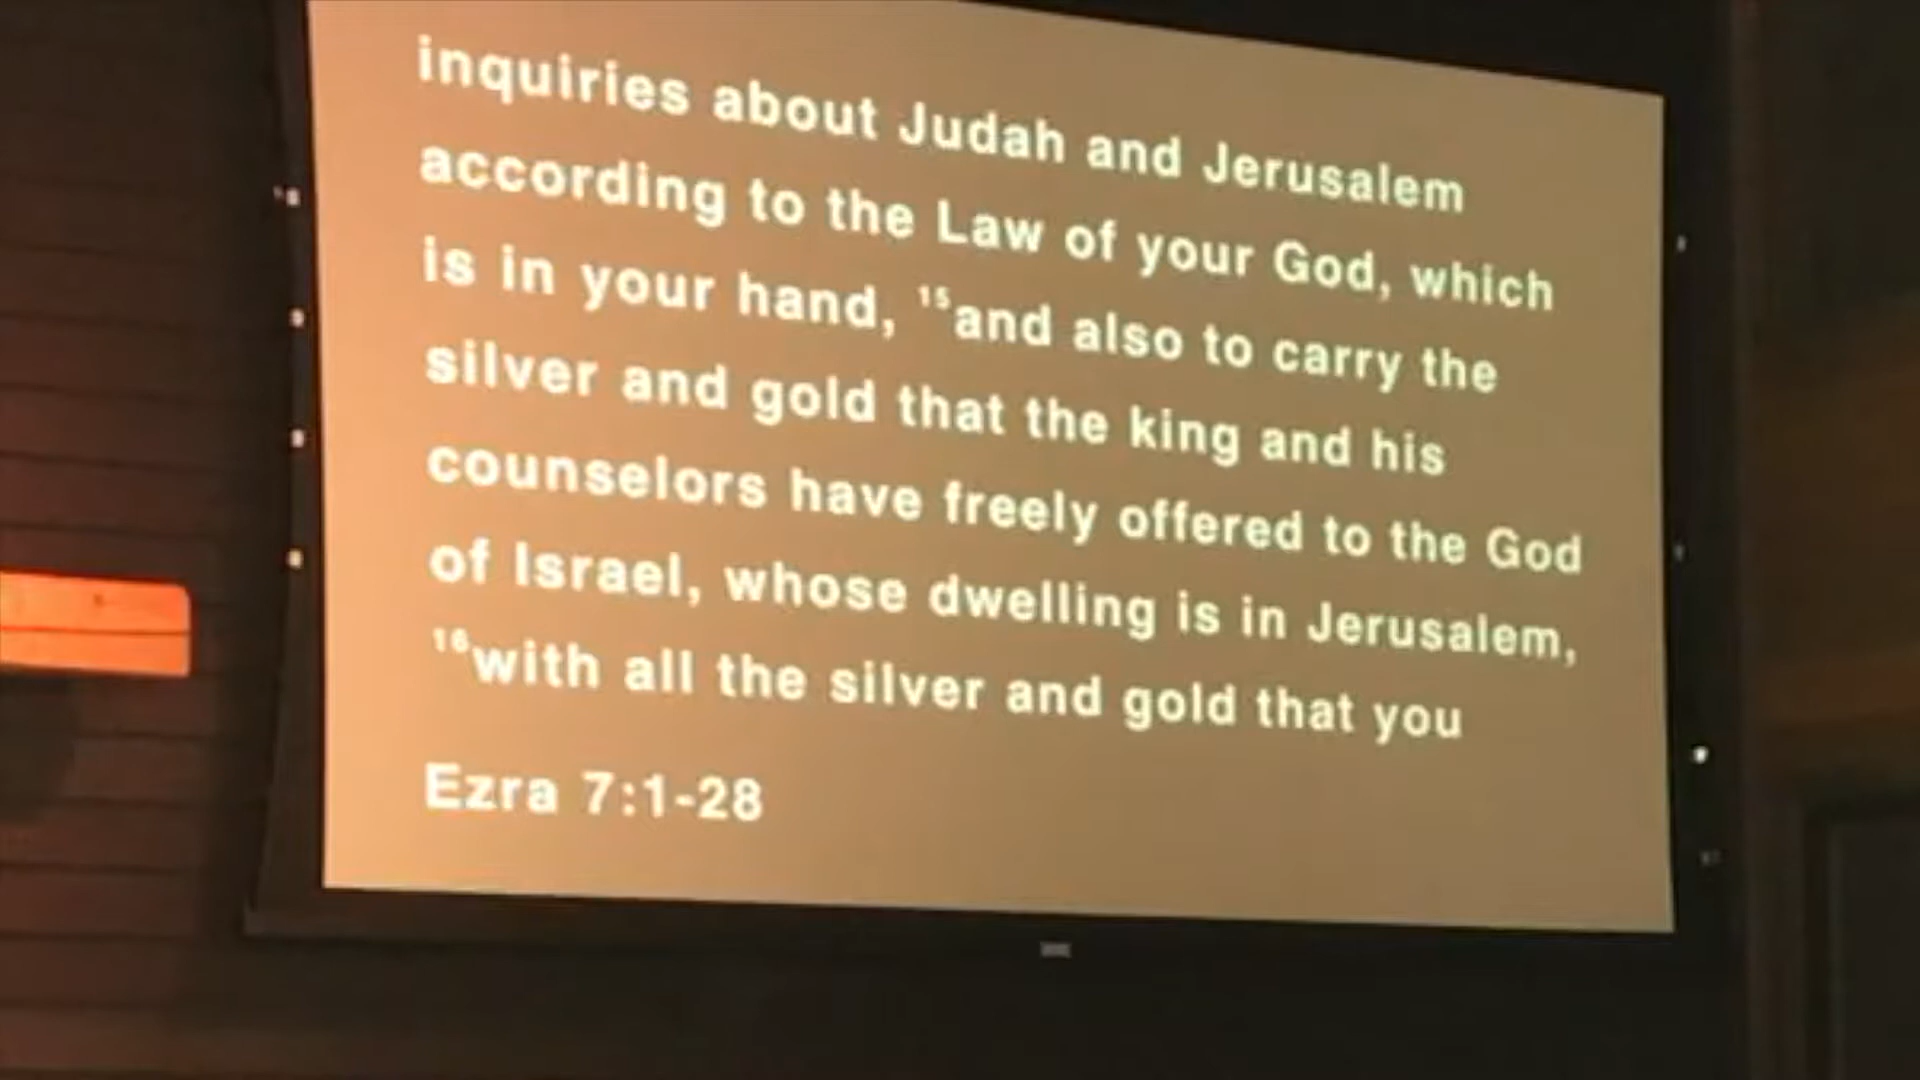 inquiries about Judah and Jerusalem
according to the Law of your God, which
is in your hand, ¹⁵and also to carry the
silver and gold that the king and his
counselors have freely offered to the God
of Israel, whose dwelling is in Jerusalem,
¹⁶with all the silver and gold that you
Ezra 7:1-28